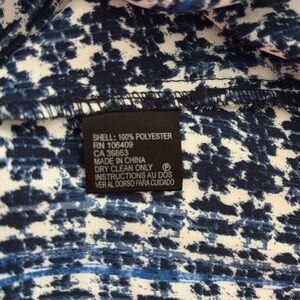 SHELL: 100% POLYESTER
RN 106409
CA 39863
MADE IN CHINA
DRY CLEAN ONLY Ⓟ
INSTRUCTIONS AU DOS
VER AL DORSO PARA CUIDADO